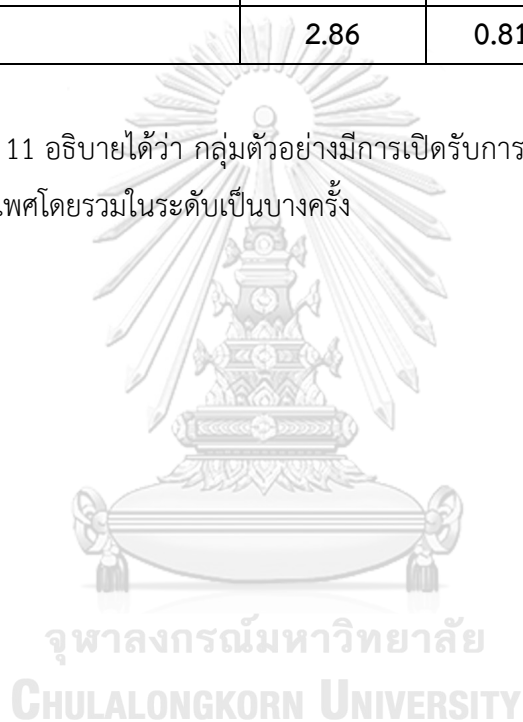 2.86 0.81
11 อธิบายได้ว่า กลุ่มตัวอย่างมีการเปิดรับการ
เพศโดยรวมในระดับเป็นบางครั้ง
จุฬาลงกรณ์มหาวิทยาลัย
CHULALONGKORN UNIVERSITY